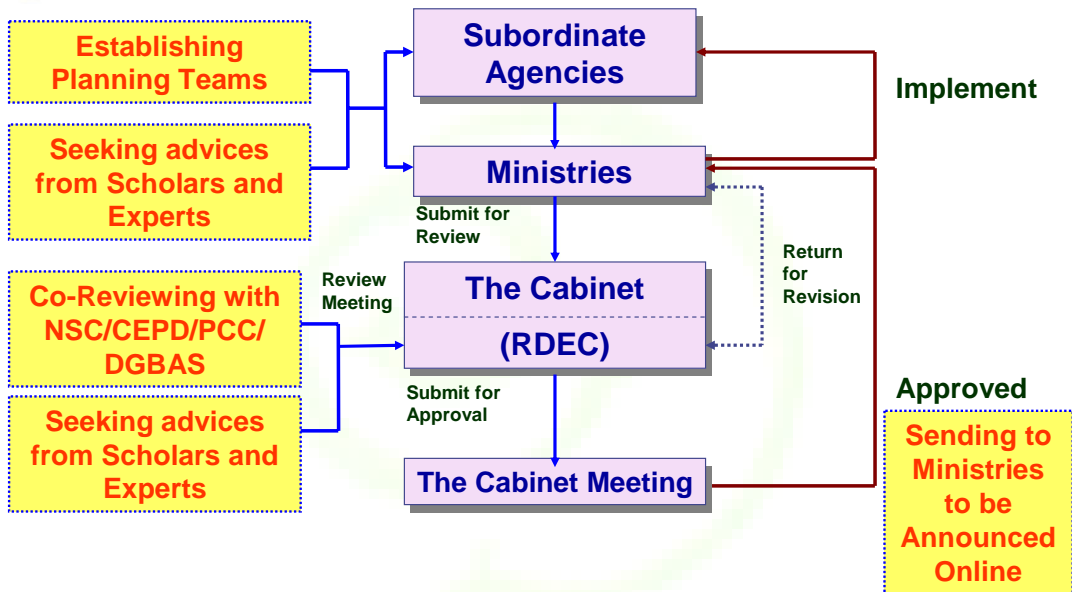 Establishing
Planning Teams
Subordinate
Agencies
Implement
Seeking advices
from Scholars and
Experts
Ministries
Submit for
Review
Return
for
Revision
Co-Reviewing with
NSC/CEPD/PCC/
DGBAS
Review
Meeting
The Cabinet
(RDEC)
Submit for
Approval
Seeking advices
from Scholars and
Experts
The Cabinet Meeting
Approved
Sending to
Ministries
to be
Announced
Online